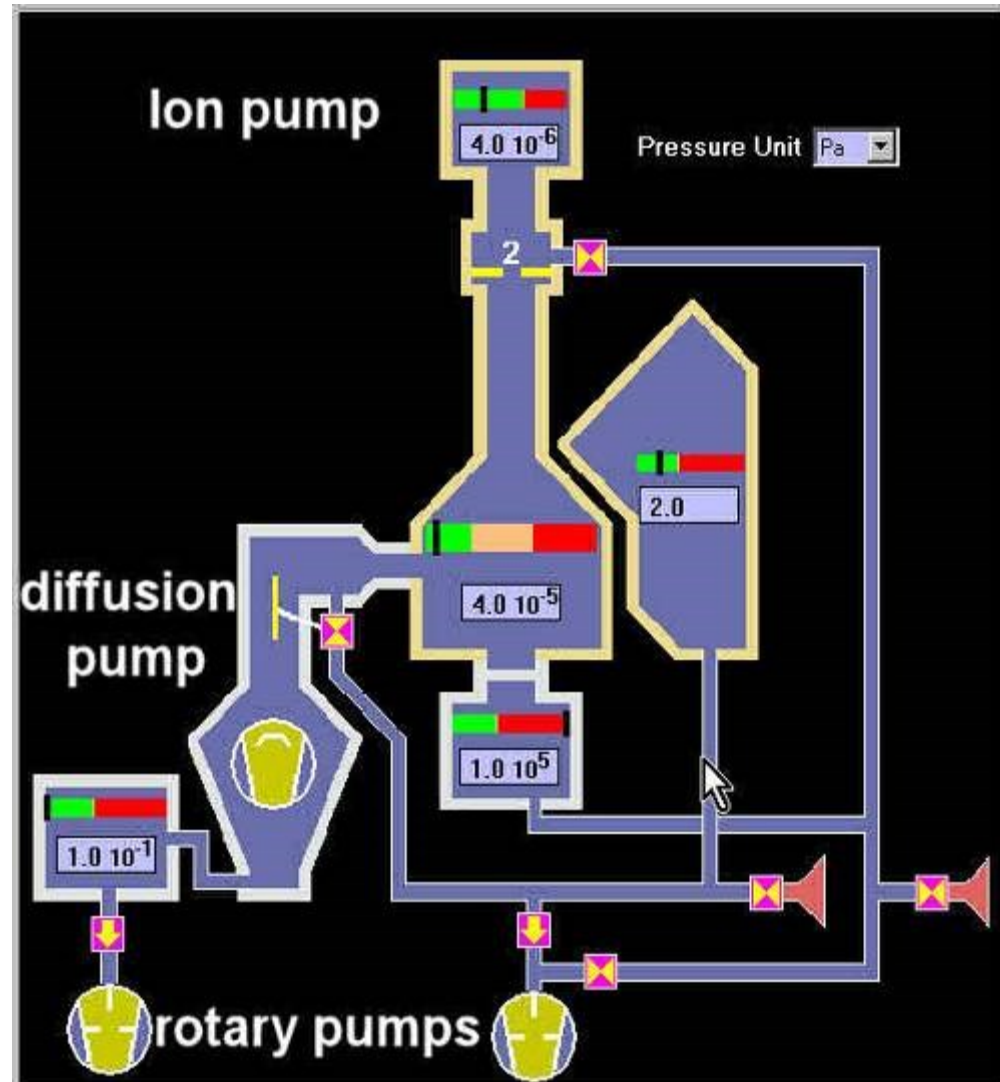 Ion pump
4.0 10⁻⁶
Pressure Unit Pa
2
2.0
diffusion
pump
4.0 10⁻⁵
1.0 10⁵
1.0 10⁻¹
rotary pumps